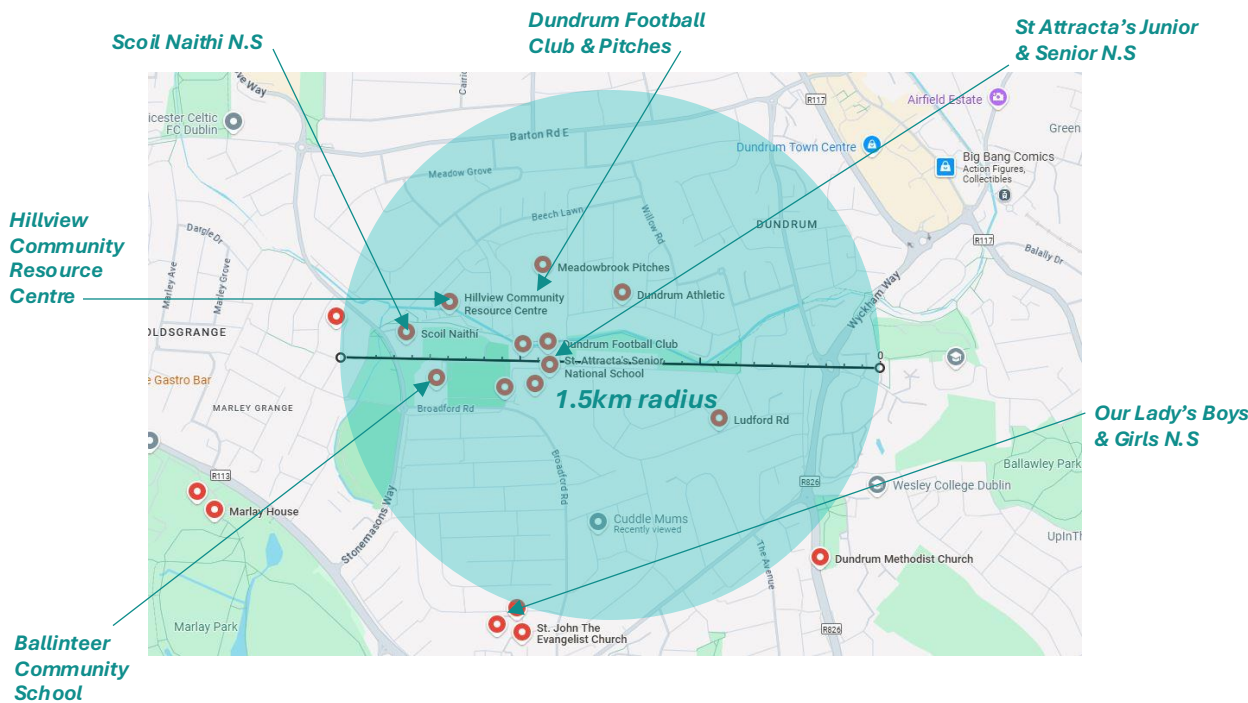 Dundrum Football
Club & Pitches
St Attracta's Junior
& Senior N.S
Scoil Naithi N.S
Hillview
Community
Resource
Centre
Our Lady's Boys
& Girls N.S
Ballinteer
Community
School
1.5km radius
ve Way
Carri
icester Celtic
FC Dublin
Barton Rd E
R117
Airfield Estate
Green
Dundrum Town Centre
Big Bang Comics
Action Figures,
Collectibles
Meadow Grove
Beech Lawn
Willow Rd
DUNDRUM
R117
Balally Dr
Dargle Dr
Marley Ave
Marley Grove
Meadowbrook Pitches
Hillview Community
Resource Centre
Dundrum Athletic
Wyckham Way
OLDSGRANGE
Scoil Naithí
Dundrum Football Club
St. Attracta's Senior
National School
0
e Gastro Bar
MARLEY GRANGE
Broadford Rd
Ludford Rd
Broadford Rd
R113
Marlay House
Stonemasons Way
Ballawley Park
R826
Wesley College Dublin
Cuddle Mums
Recently viewed
The Avenue
UpInTh
Dundrum Methodist Church
Marlay Park
St. John The
Evangelist Church
R826